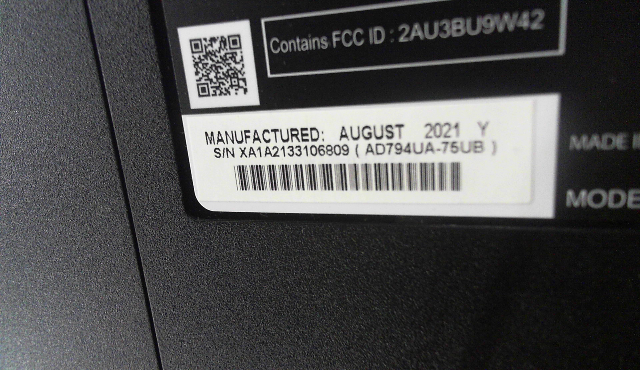 Contains FCC ID : 2AU3BU9W42
MANUFACTURED: AUGUST 2021 Y
S/N XA1A2133106809 ( AD794UA-75UB )
MADE I
MODE